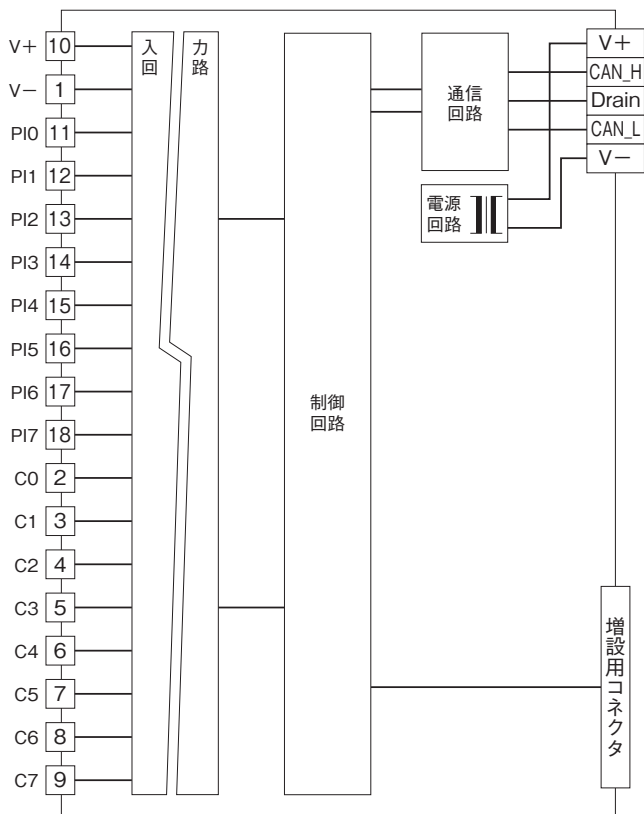 V+ 10
V− 1
PI0 11
PI1 12
PI2 13
PI3 14
PI4 15
PI5 16
PI6 17
PI7 18
C0 2
C1 3
C2 4
C3 5
C4 6
C5 7
C6 8
C7 9
入力
回路
制御
回路
通信
回路
電源
回路
V+
CAN_H
Drain
CAN_L
V−
増設用コネクタ